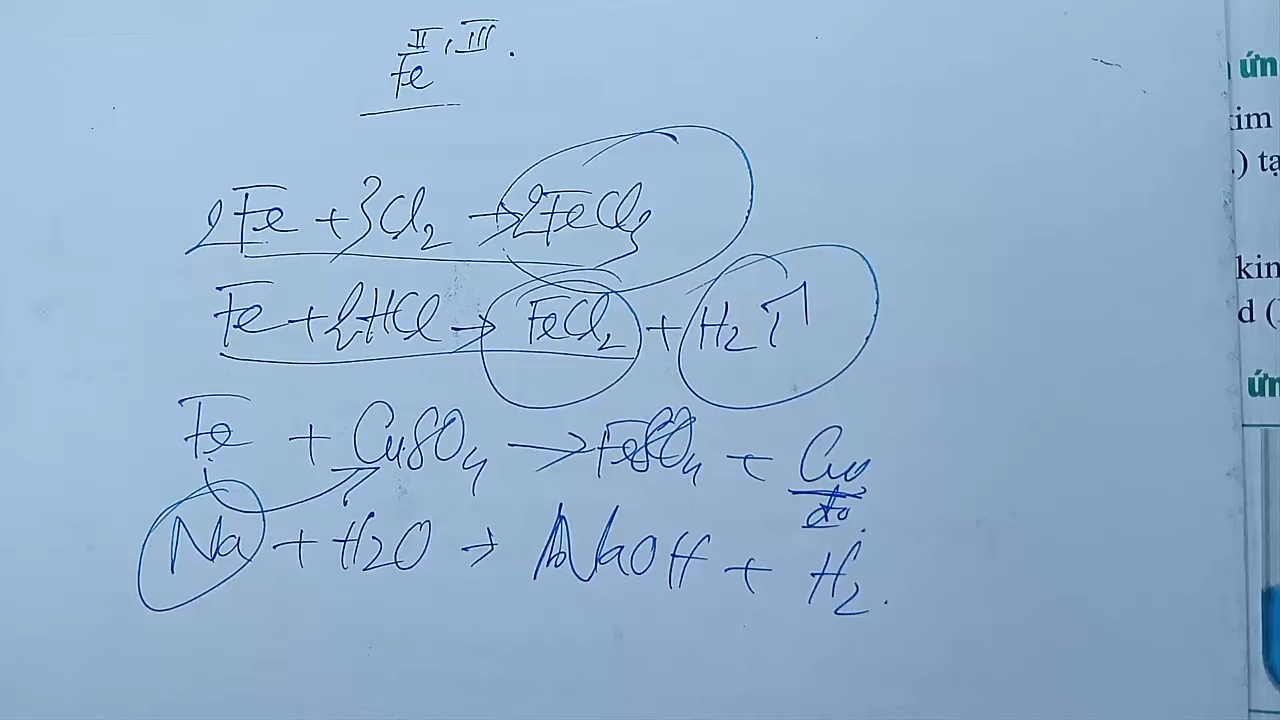 II, III.
Fe
2Fe + 3Cl2 → 2FeCl3
Fe + 2HCl → FeCl2 + H2↑
Fe + CuSO4 → FeSO4 + Cu
đỏ.
Na + H2O → NaOH + H2.
ứn
kim
.) tạ
kin
d (
ứn